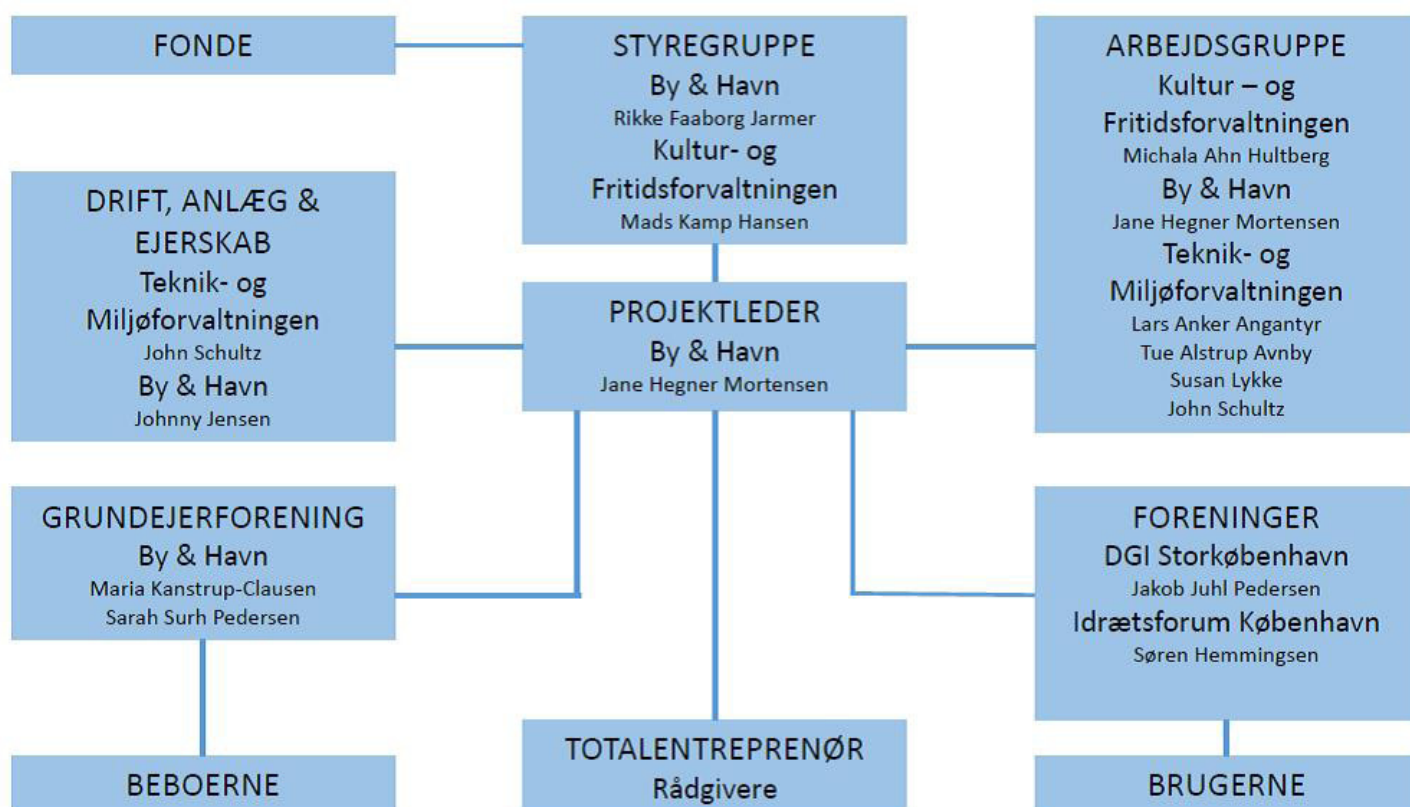 FONDE
STYREGRUPPE
By & Havn
Rikke Faaborg Jarmer
Kultur- og
Fritidsforvaltningen
Mads Kamp Hansen
ARBEJDSGRUPPE
Kultur – og
Fritidsforvaltningen
Michala Ahn Hultberg
By & Havn
Jane Hegner Mortensen
Teknik- og
Miljøforvaltningen
Lars Anker Angantyr
Tue Alstrup Avnby
Susan Lykke
John Schultz
DRIFT, ANLÆG &
EJERSKAB
Teknik- og
Miljøforvaltningen
John Schultz
By & Havn
Johnny Jensen
PROJEKTLEDER
By & Havn
Jane Hegner Mortensen
GRUNDEJERFORENING
By & Havn
Maria Kanstrup-Clausen
Sarah Surh Pedersen
FORENINGER
DGI Storkøbenhavn
Jakob Juhl Pedersen
Idrætsforum København
Søren Hemmingsen
BEBOERNE
TOTALENTREPRENØR
Rådgivere
BRUGERNE